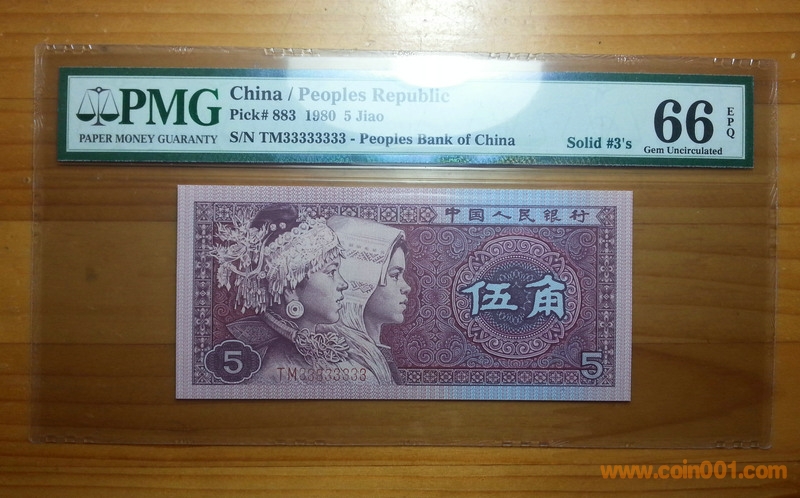 PMG
PAPER MONEY GUARANTY
China / Peoples Republic
Pick# 883 1980 5 Jiao
S/N TM33333333 - Peoples Bank of China
Solid #3's
66
EPQ
Gem Uncirculated
中国人民银行
伍角
5
TM33333333
5
www.coin001.com